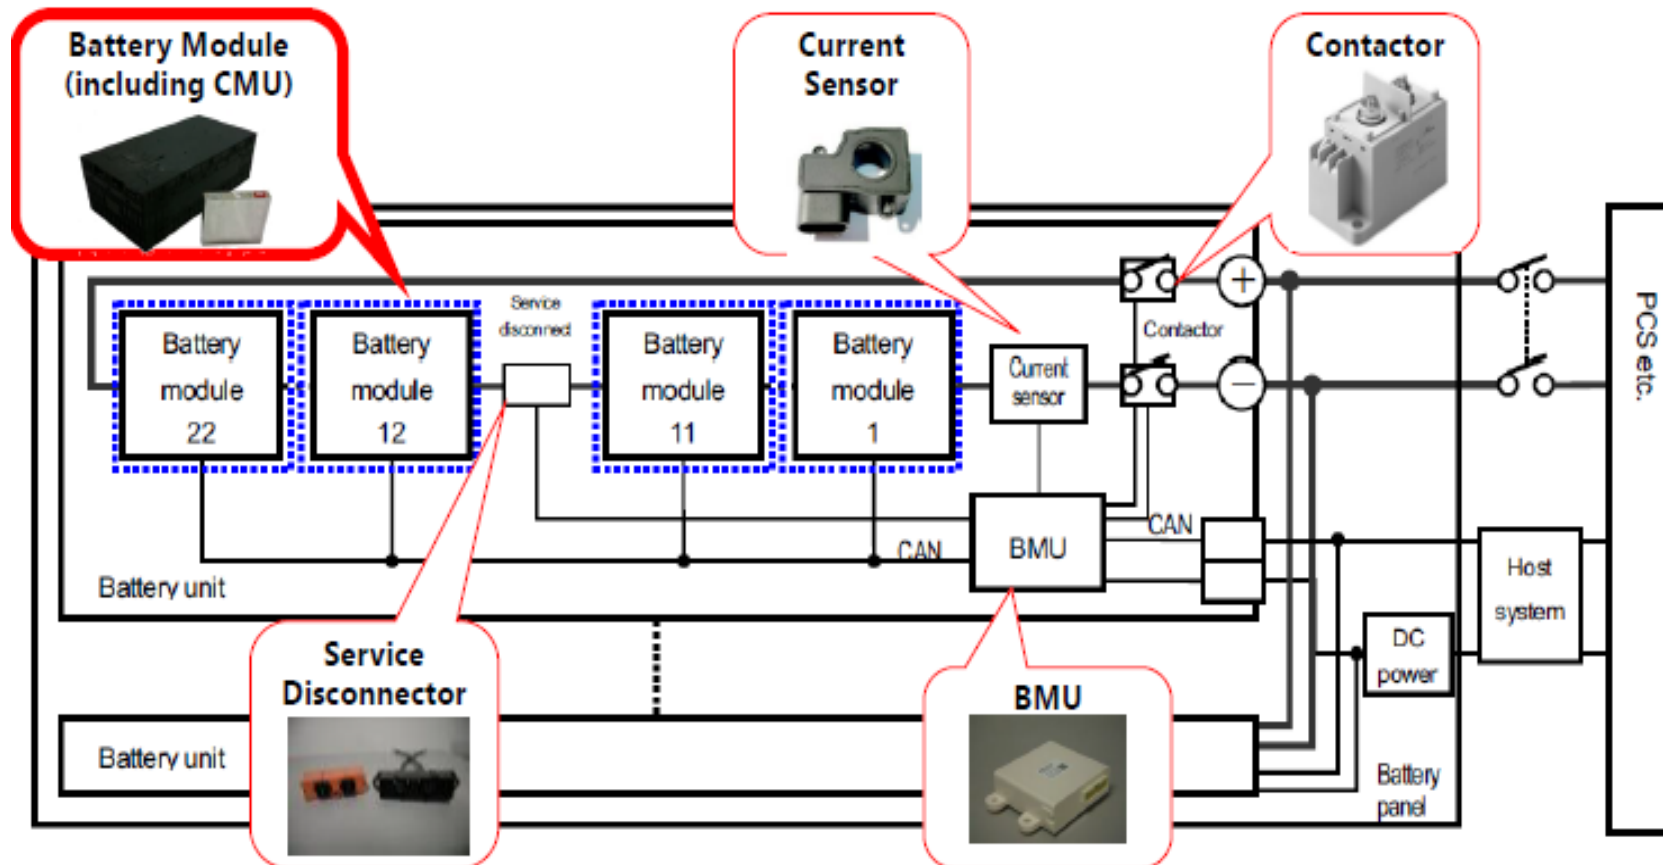 Battery Module
(including CMU)
Current
Sensor
Contactor
Service
disconnect
Battery
module
22
Battery
module
12
Battery
module
11
Battery
module
1
Current
sensor
Contactor
+
−
PCS etc.
CAN
BMU
CAN
Host
system
Battery unit
DC
power
Service
Disconnector
BMU
Battery unit
Battery
panel